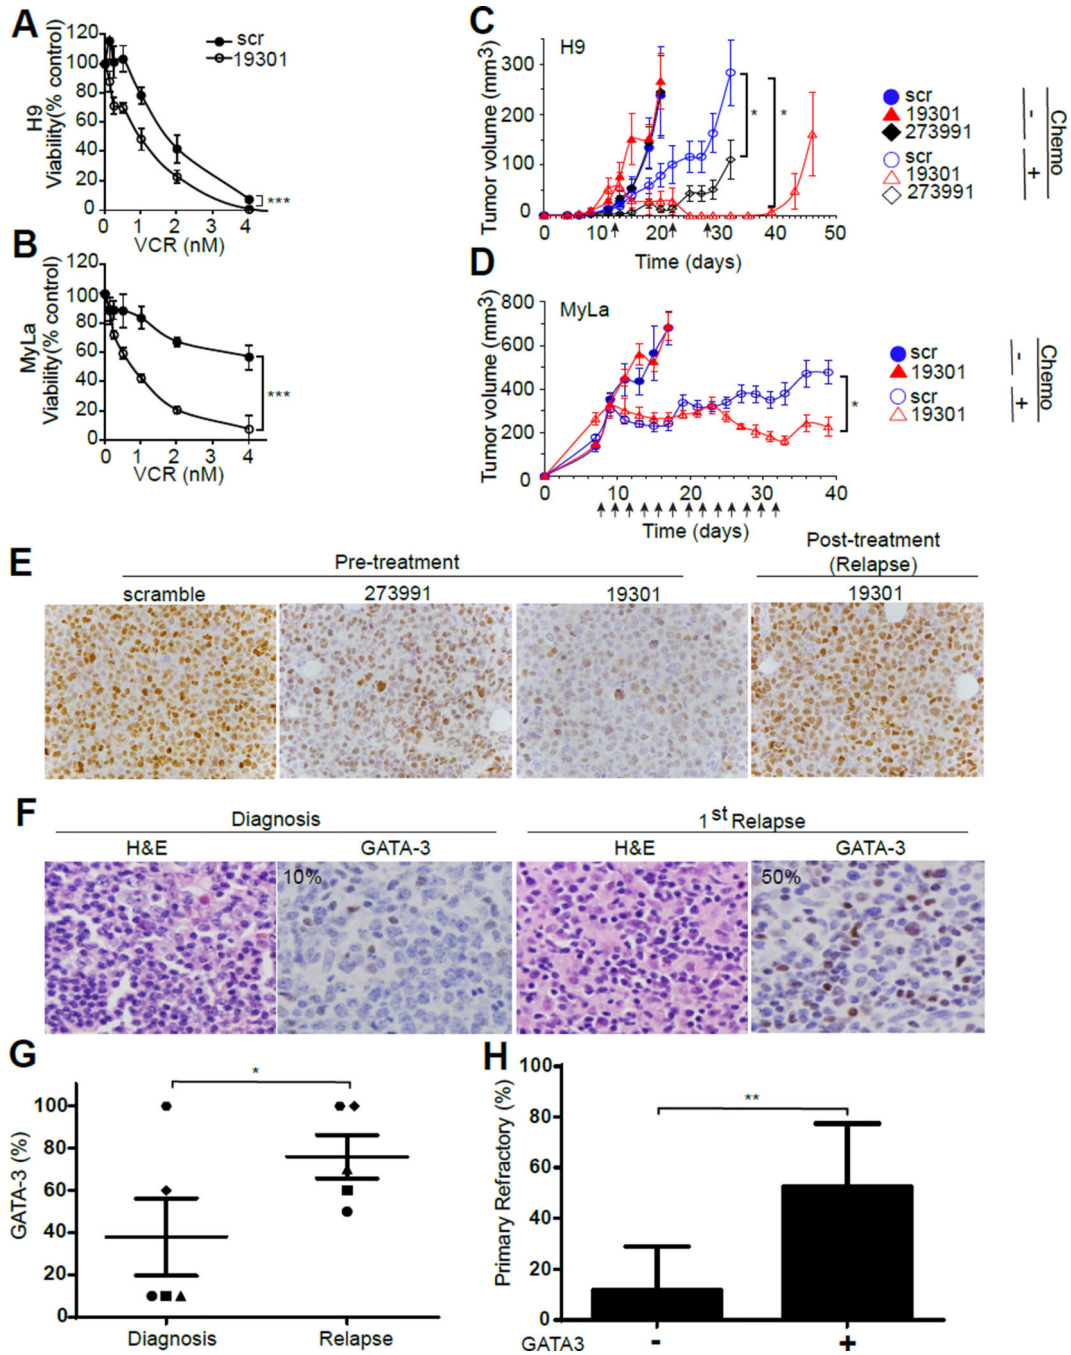 A
H9
Viability(% control)
120
100
80
60
40
20
0
scr
19301
***
0 1 2 3 4
VCR (nM)
B
MyLa
Viability(% control)
120
100
80
60
40
20
0
***
0 1 2 3 4
VCR (nM)
C
H9
Tumor volume (mm3)
300
200
100
0
* *
0 10 20 30 40 50
Time (days)
scr
19301
273991
scr
19301
273991
-
+
Chemo
D
MyLa
Tumor volume (mm3)
800
600
400
200
0
*
0 10 20 30 40
Time (days)
scr
19301
scr
19301
-
+
Chemo
E
Pre-treatment
Post-treatment
(Relapse)
scramble 273991 19301 19301
F
Diagnosis 1st Relapse
H&E GATA-3 H&E GATA-3
10% 50%
G
GATA-3 (%)
100
80
60
40
20
0
*
Diagnosis Relapse
H
Primary Refractory (%)
100
80
60
40
20
0
**
GATA3 - +